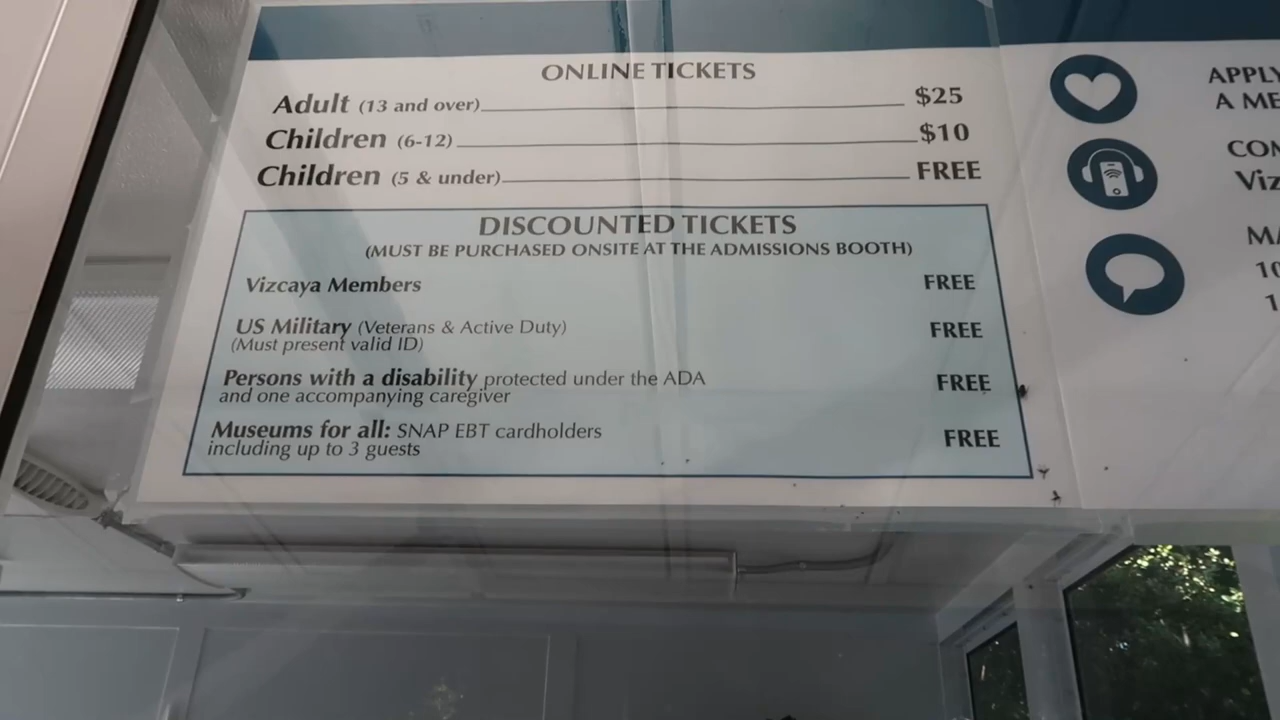 ONLINE TICKETS
Adult (13 and over) $25
Children (6-12) $10
Children (5 & under) FREE
DISCOUNTED TICKETS
(MUST BE PURCHASED ONSITE AT THE ADMISSIONS BOOTH)
Vizcaya Members FREE
US Military (Veterans & Active Duty) FREE
(Must present valid ID)
Persons with a disability protected under the ADA FREE
and one accompanying caregiver
Museums for all: SNAP EBT cardholders FREE
including up to 3 guests
APPLY
A ME
CON
Viz
MA
10
1